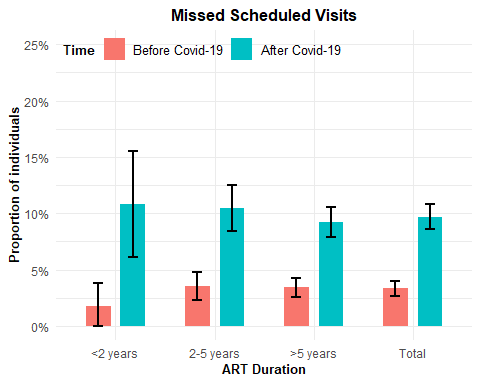 Missed Scheduled Visits
Time Before Covid-19 After Covid-19
Proportion of individuals
25%
20%
15%
10%
5%
0%
<2 years 2-5 years >5 years Total
ART Duration